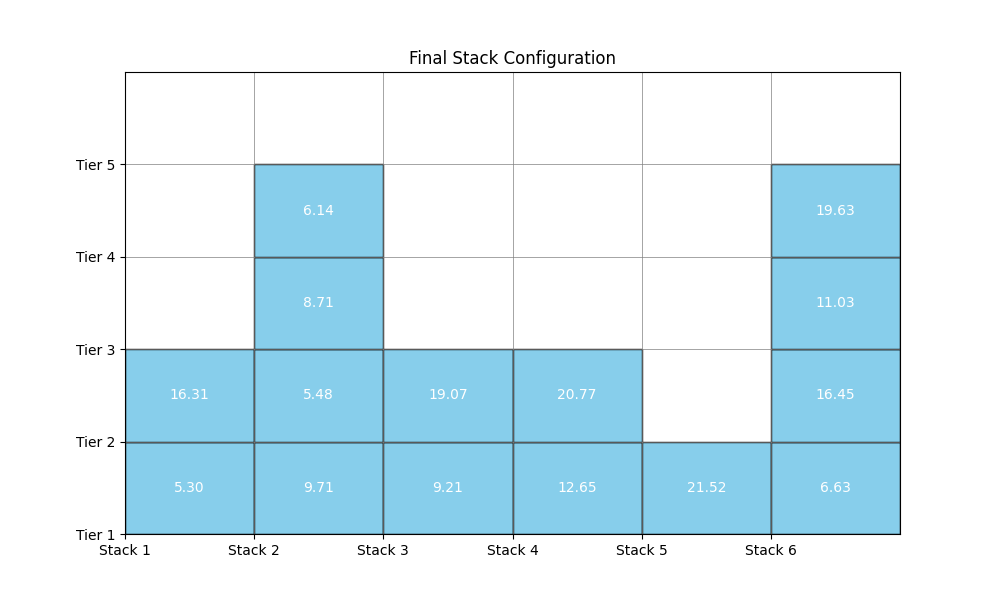 Final Stack Configuration
Tier 5
6.14 19.63
Tier 4
8.71 11.03
Tier 3
16.31 5.48 19.07 20.77 16.45
Tier 2
5.30 9.71 9.21 12.65 21.52 6.63
Tier 1
Stack 1 Stack 2 Stack 3 Stack 4 Stack 5 Stack 6